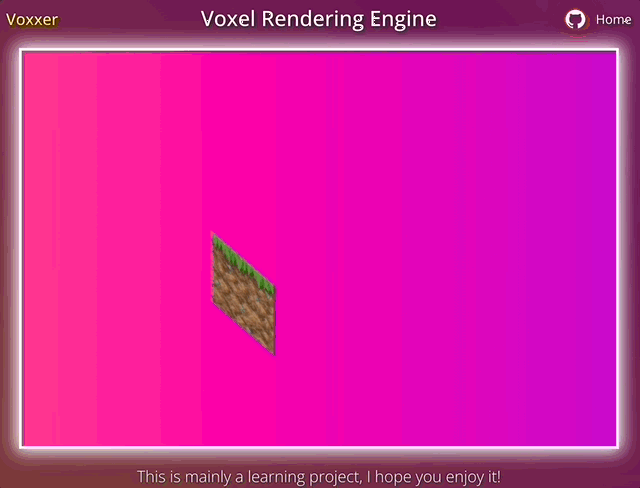 Voxxer
Voxel Rendering Engine
Home
This is mainly a learning project, I hope you enjoy it!